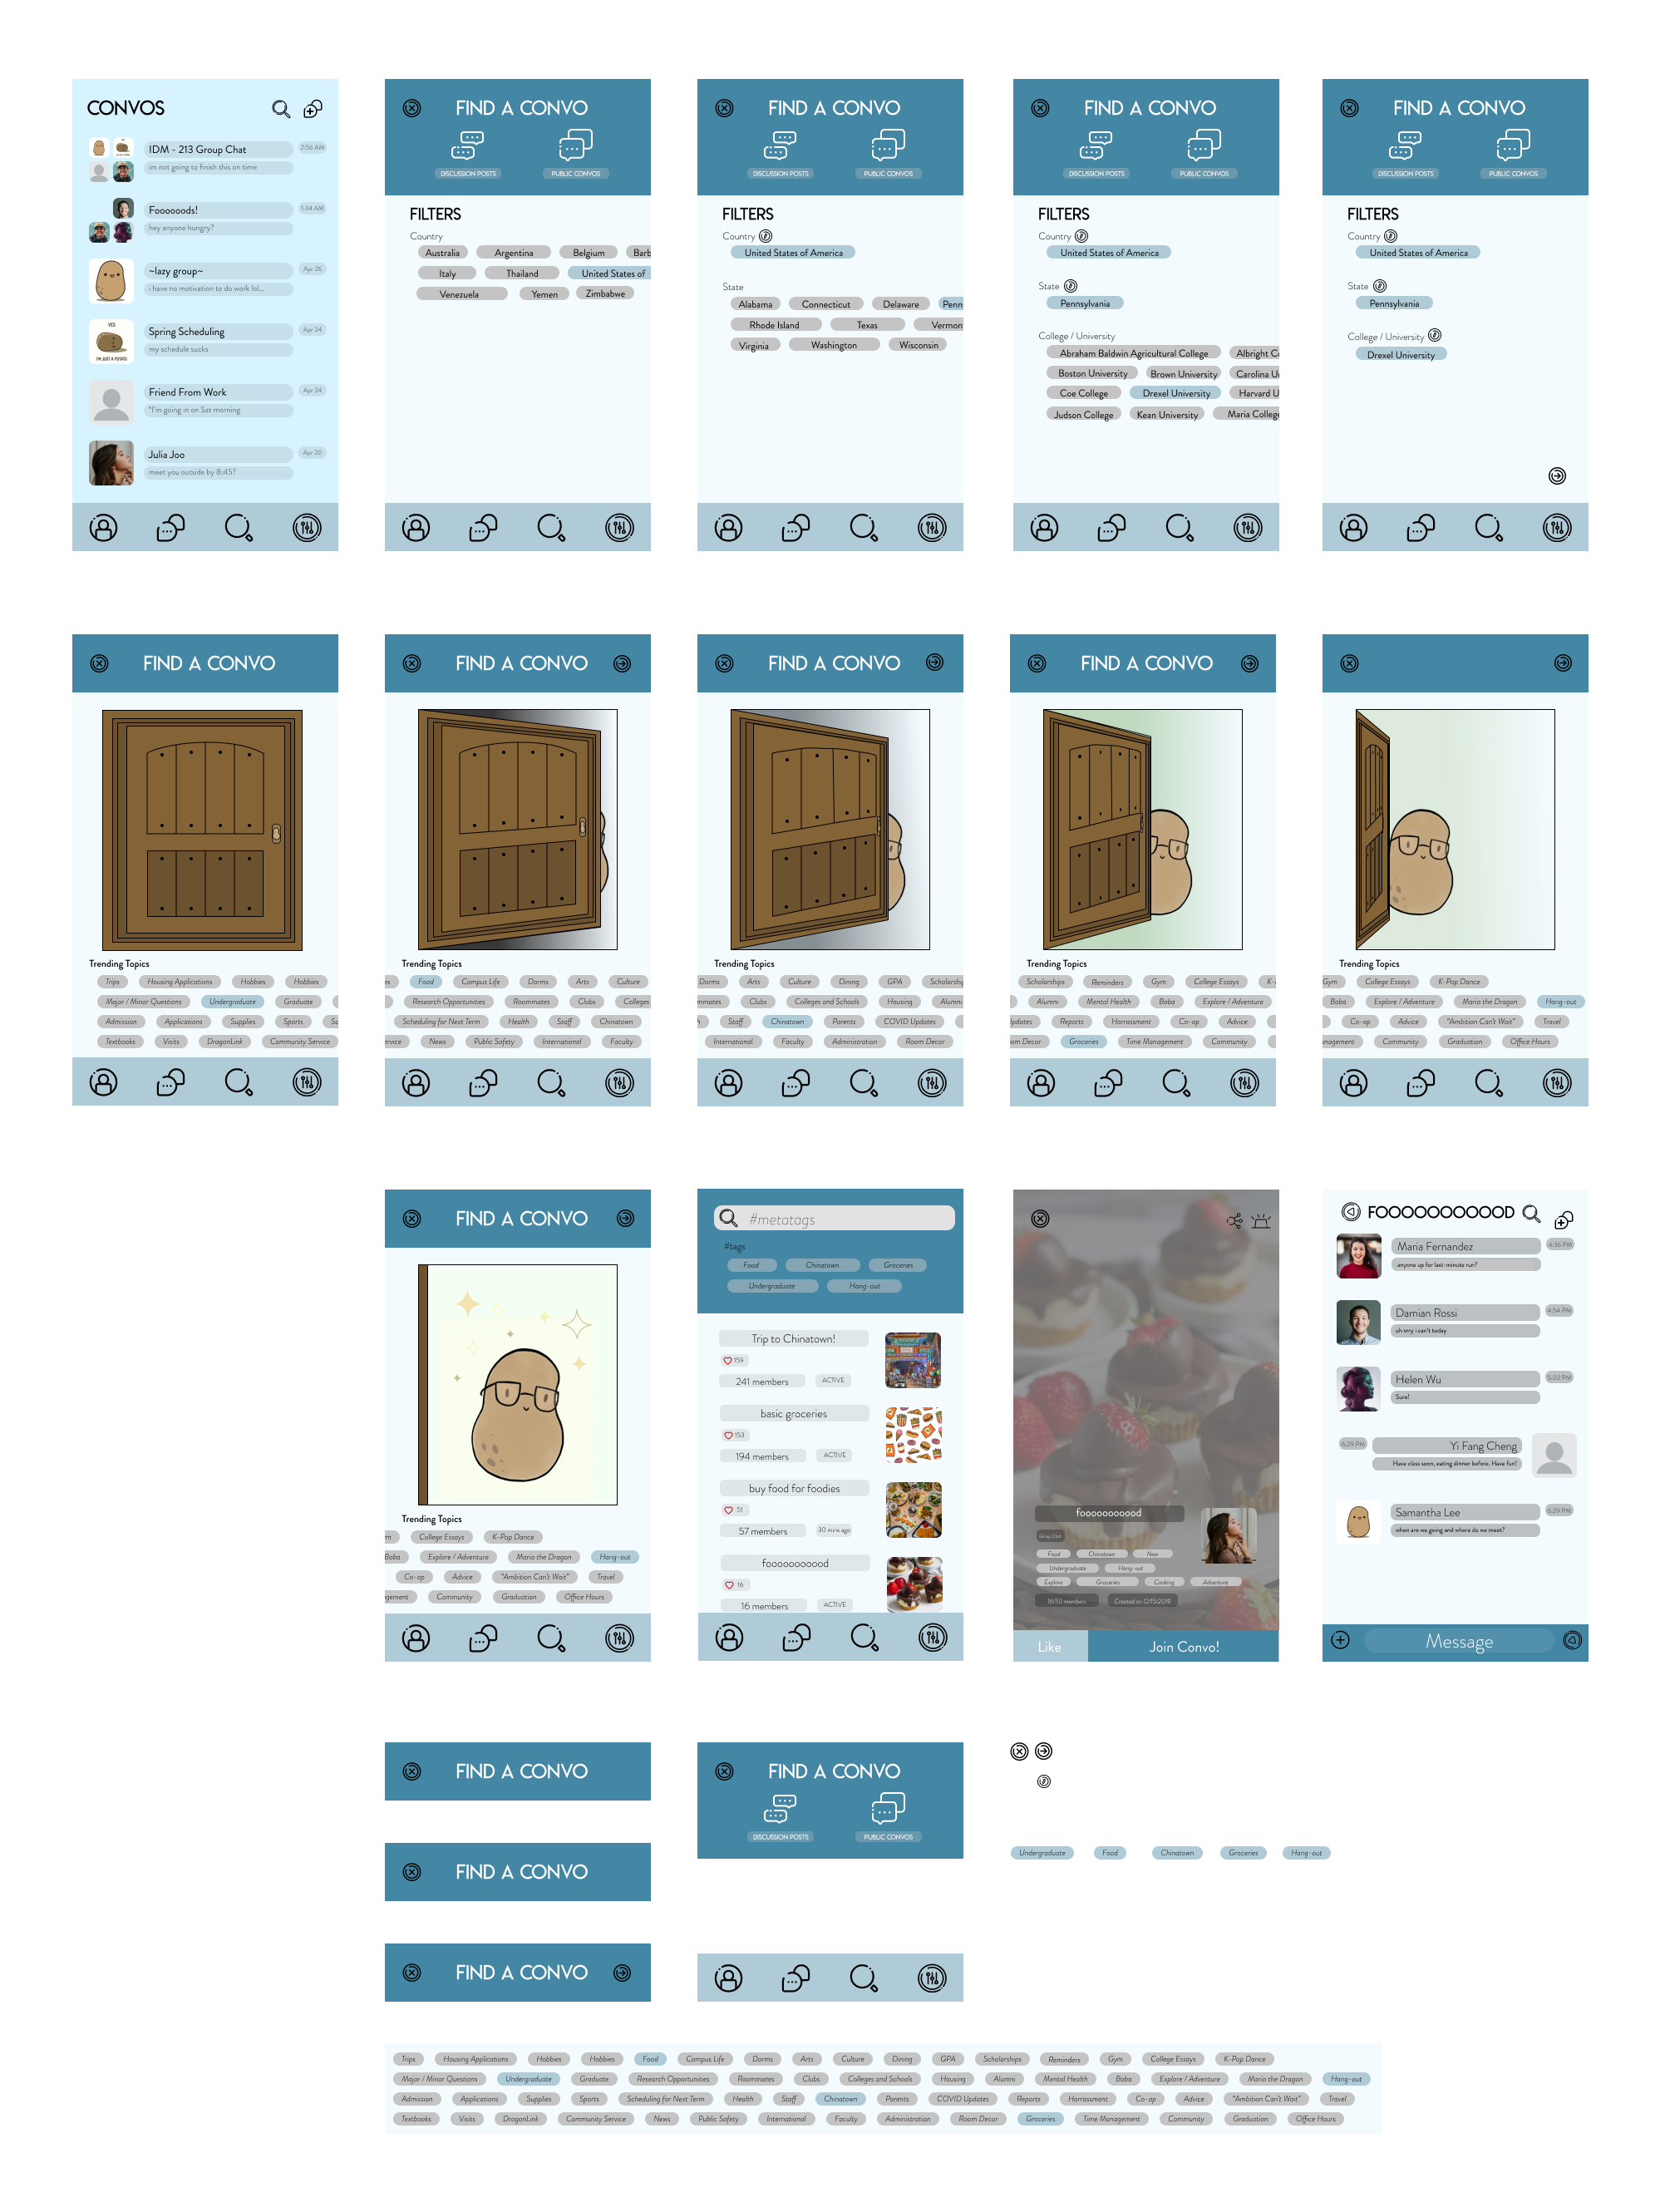 CONVOS
IDM - 213 Group Chat 2:56 AM
im not going to finish this on time
Foooooods! 1:34 AM
hey anyone hungry?
~lazy group~ Apr 26
i have no motivation to do work lol...
YES
I'M JUST A POTATO
Spring Scheduling Apr 24
my schedule sucks
Friend From Work Apr 24
"I'm going in on Sat morning
Julia Joo Apr 20
meet you outside by 8:45?
FIND A CONVO
DISCUSSION POSTS PUBLIC CONVOS
FILTERS
Country
Australia Argentina Belgium Barb
Italy Thailand United States of
Venezuela Yemen Zimbabwe
FIND A CONVO
DISCUSSION POSTS PUBLIC CONVOS
FILTERS
Country
United States of America
State
Alabama Connecticut Delaware Penn
Rhode Island Texas Vermon
Virginia Washington Wisconsin
FIND A CONVO
DISCUSSION POSTS PUBLIC CONVOS
FILTERS
Country
United States of America
State
Pennsylvania
College / University
Abraham Baldwin Agricultural College Albright Co
Boston University Brown University Carolina Un
Coe College Drexel University Harvard U
Judson College Kean University Maria College
FIND A CONVO
DISCUSSION POSTS PUBLIC CONVOS
FILTERS
Country
United States of America
State
Pennsylvania
College / University
Drexel University
FIND A CONVO
Trending Topics
Trips Housing Applications Hobbies Hobbies
Major / Minor Questions Undergraduate Graduate
Admission Applications Supplies Sports Sc
Textbooks Visits DragonLink Community Service
FIND A CONVO
Trending Topics
es Food Campus Life Dorms Arts Culture
Research Opportunities Roommates Clubs Colleges
Scheduling for Next Term Health Staff Chinatown
ervice News Public Safety International Faculty
FIND A CONVO
Trending Topics
Dorms Arts Culture Dining GPA Scholarship
mmates Clubs Colleges and Schools Housing Alumni
h Staff Chinatown Parents COVID Updates
International Faculty Administration Room Decor
FIND A CONVO
Trending Topics
Scholarships Reminders Gym College Essays K-
Alumni Mental Health Boba Explore / Adventure
pdates Reports Harrassment Co-op Advice
om Decor Groceries Time Management Community
Trending Topics
Gym College Essays K-Pop Dance
Boba Explore / Adventure Mario the Dragon Hang-out
Co-op Advice "Ambition Can't Wait" Travel
nagement Community Graduation Office Hours
FIND A CONVO
Trending Topics
m College Essays K-Pop Dance
Boba Explore / Adventure Mario the Dragon Hang-out
Co-op Advice "Ambition Can't Wait" Travel
gement Community Graduation Office Hours
#metatags
#tags
Food Chinatown Groceries
Undergraduate Hang-out
Trip to Chinatown!
159
241 members ACTIVE
basic groceries
153
194 members ACTIVE
buy food for foodies
51
57 members 30 mins ago
foooooooood
16
16 members ACTIVE
foooooooood
Group Chat
Food Chinatown New
Undergraduate Hang-out
Explore Groceries Cooking Adventure
16/50 members Created on 12/15/2019
Like Join Convo!
FOOOOOOOOOOD
Maria Fernandez 4:36 PM
anyone up for last-minute run?
Damian Rossi 4:54 PM
uh srry i can't today
Helen Wu 5:02 PM
Sure!
6:29 PM Yi Fang Cheng
Have class soon, eating dinner before. Have fun!
Samantha Lee 6:29 PM
when are we going and where do we meet?
Message
FIND A CONVO
FIND A CONVO
DISCUSSION POSTS PUBLIC CONVOS
Undergraduate Food Chinatown Groceries Hang-out
FIND A CONVO
FIND A CONVO
Trips Housing Applications Hobbies Hobbies Food Campus Life Dorms Arts Culture Dining GPA Scholarships Reminders Gym College Essays K-Pop Dance
Major / Minor Questions Undergraduate Graduate Research Opportunities Roommates Clubs Colleges and Schools Housing Alumni Mental Health Boba Explore / Adventure Mario the Dragon Hang-out
Admission Applications Supplies Sports Scheduling for Next Term Health Staff Chinatown Parents COVID Updates Reports Harrassment Co-op Advice "Ambition Can't Wait" Travel
Textbooks Visits DragonLink Community Service News Public Safety International Faculty Administration Room Decor Groceries Time Management Community Graduation Office Hours